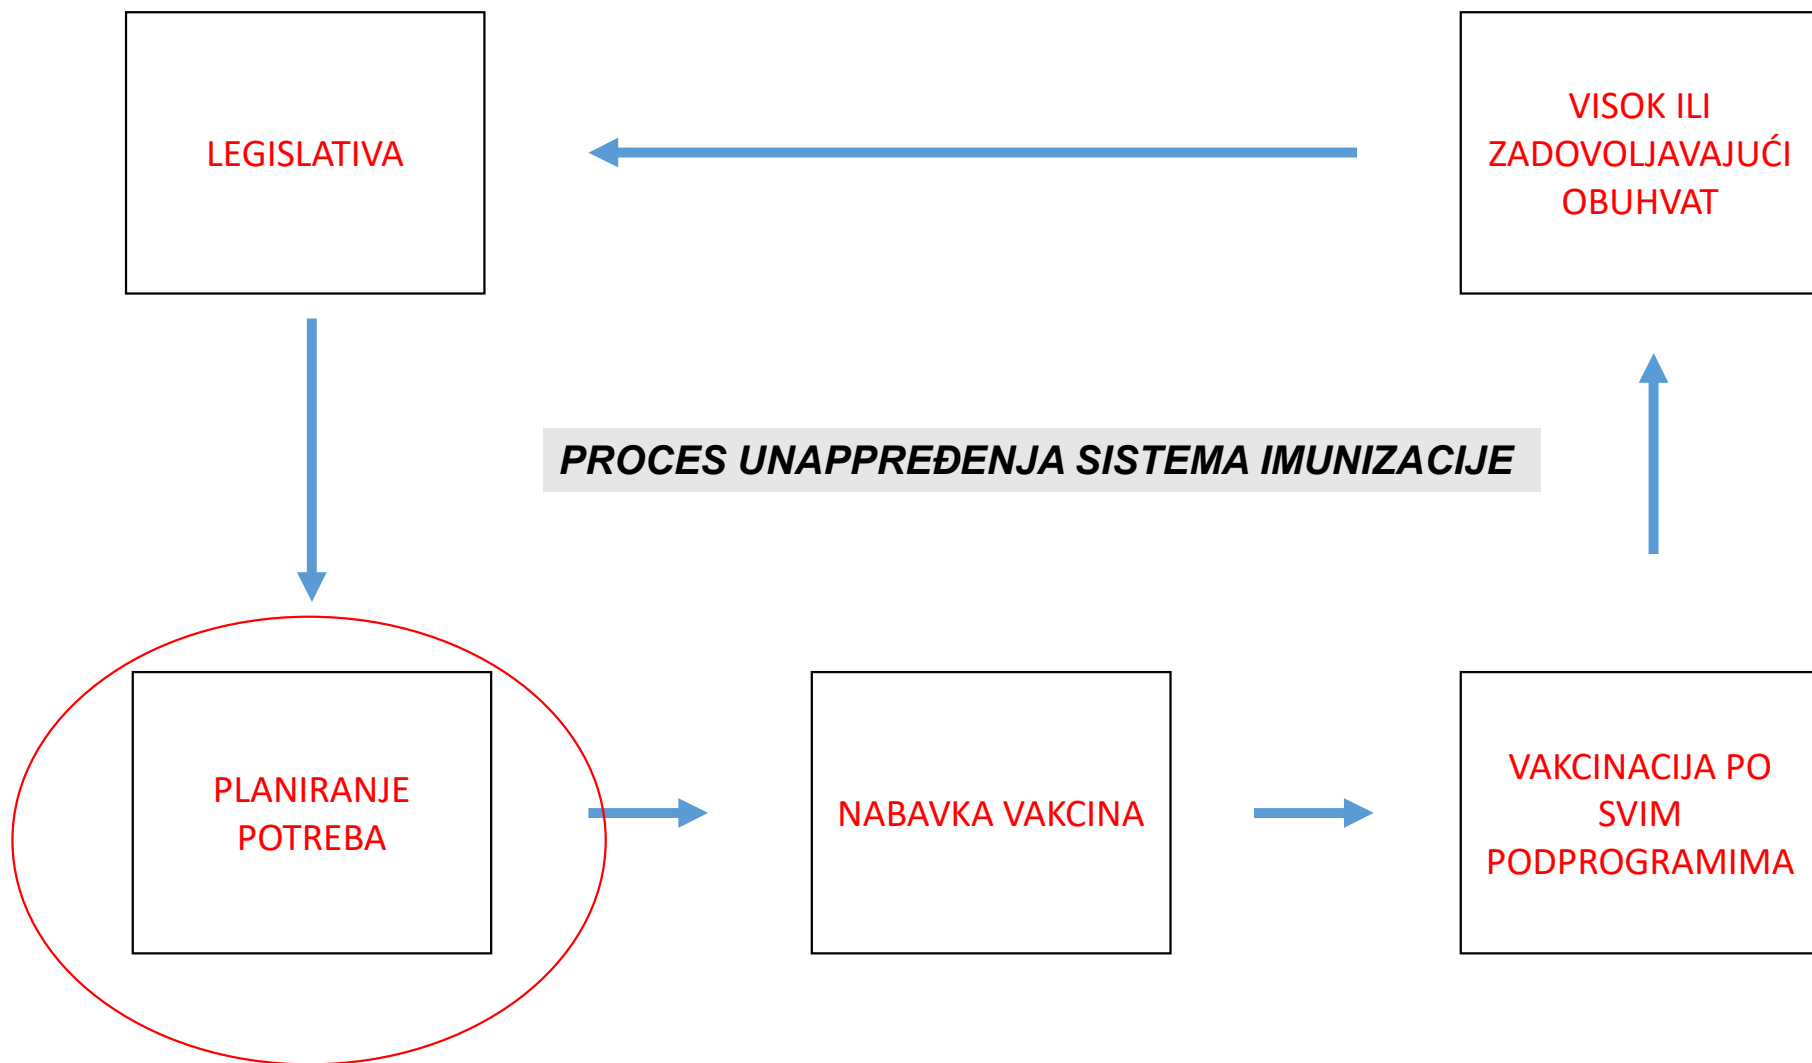 LEGISLATIVA
VISOK ILI
ZADOVOLJAVAJUĆI
OBUHVAT
PROCES UNAPPREĐENJA SISTEMA IMUNIZACIJE
PLANIRANJE
POTREBA
NABAVKA VAKCINA
VAKCINACIJA PO
SVIM
PODPROGRAMIMA